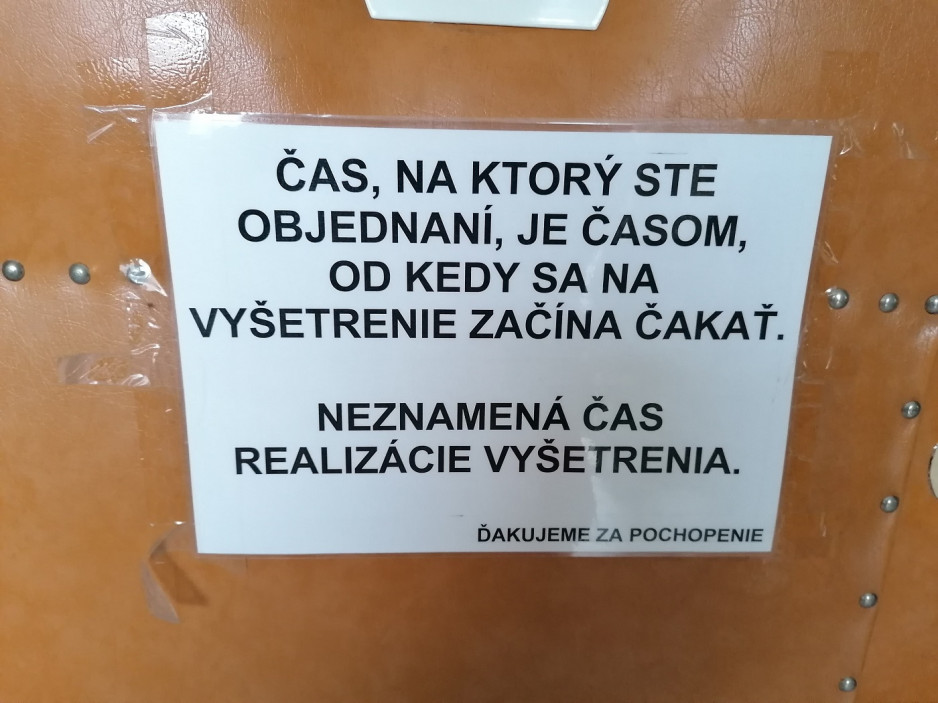 ČAS, NA KTORÝ STE
OBJEDNANÍ, JE ČASOM,
OD KEDY SA NA
VYŠETRENIE ZAČÍNA ČAKAŤ.
NEZNAMENÁ ČAS
REALIZÁCIE VYŠETRENIA.
ĎAKUJEME ZA POCHOPENIE